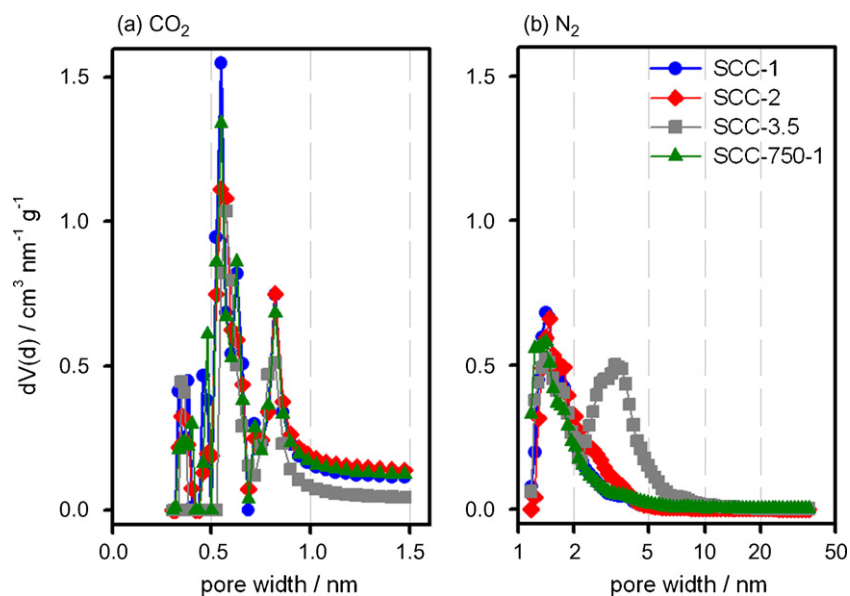 (a) CO₂
(b) N₂
1.5
1.0
0.5
0.0
dV(d) / cm³ nm⁻¹ g⁻¹
0.0 0.5 1.0 1.5
pore width / nm
SCC-1
SCC-2
SCC-3.5
SCC-750-1
1.5
1.0
0.5
0.0
1 2 5 10 20 50
pore width / nm